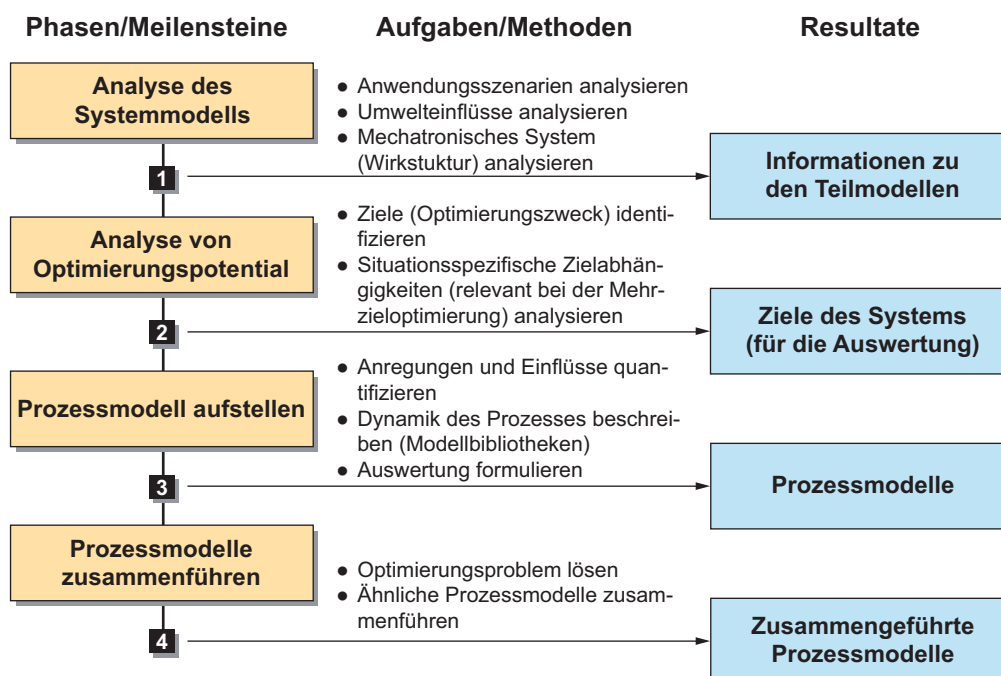 Phasen/Meilensteine
Aufgaben/Methoden
Resultate
Analyse des
Systemmodells
● Anwendungsszenarien analysieren
● Umwelteinflüsse analysieren
● Mechatronisches System
(Wirkstuktur) analysieren
1
Informationen zu
den Teilmodellen
Analyse von
Optimierungspotential
● Ziele (Optimierungszweck) identi-
fizieren
● Situationsspezifische Zielabhän-
gigkeiten (relevant bei der Mehr-
zieloptimierung) analysieren
2
Ziele des Systems
(für die Auswertung)
Prozessmodell aufstellen
● Anregungen und Einflüsse quan-
tifizieren
● Dynamik des Prozesses beschrei-
ben (Modellbibliotheken)
● Auswertung formulieren
3
Prozessmodelle
Prozessmodelle
zusammenführen
● Optimierungsproblem lösen
● Ähnliche Prozessmodelle zusam-
menführen
4
Zusammengeführte
Prozessmodelle